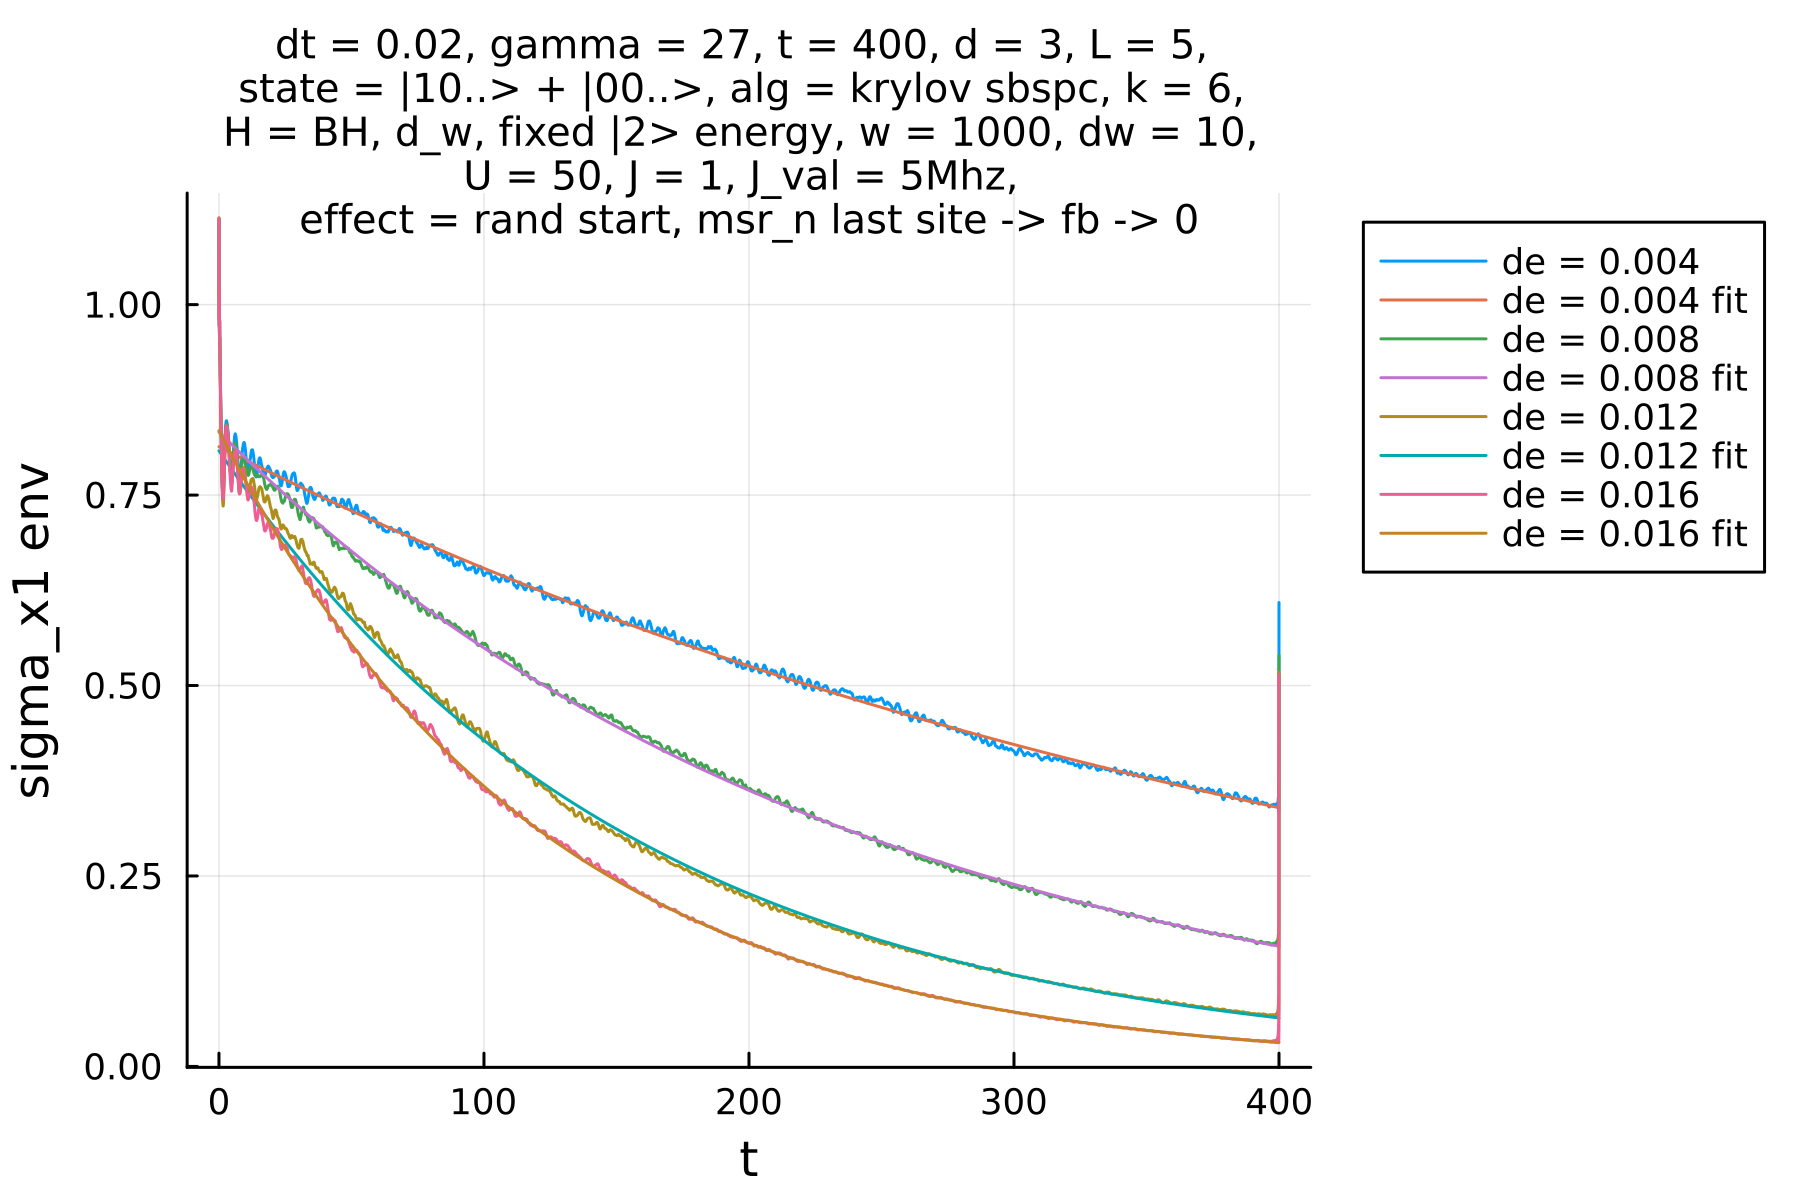 dt = 0.02, gamma = 27, t = 400, d = 3, L = 5,
state = |10..> + |00..>, alg = krylov sbspc, k = 6,
H = BH, d_w, fixed |2> energy, w = 1000, dw = 10,
U = 50, J = 1, J_val = 5Mhz,
effect = rand start, msr_n last site -> fb -> 0
sigma_x1 env
1.00
0.75
0.50
0.25
0.00
0
100
200
300
400
t
de = 0.004
de = 0.004 fit
de = 0.008
de = 0.008 fit
de = 0.012
de = 0.012 fit
de = 0.016
de = 0.016 fit